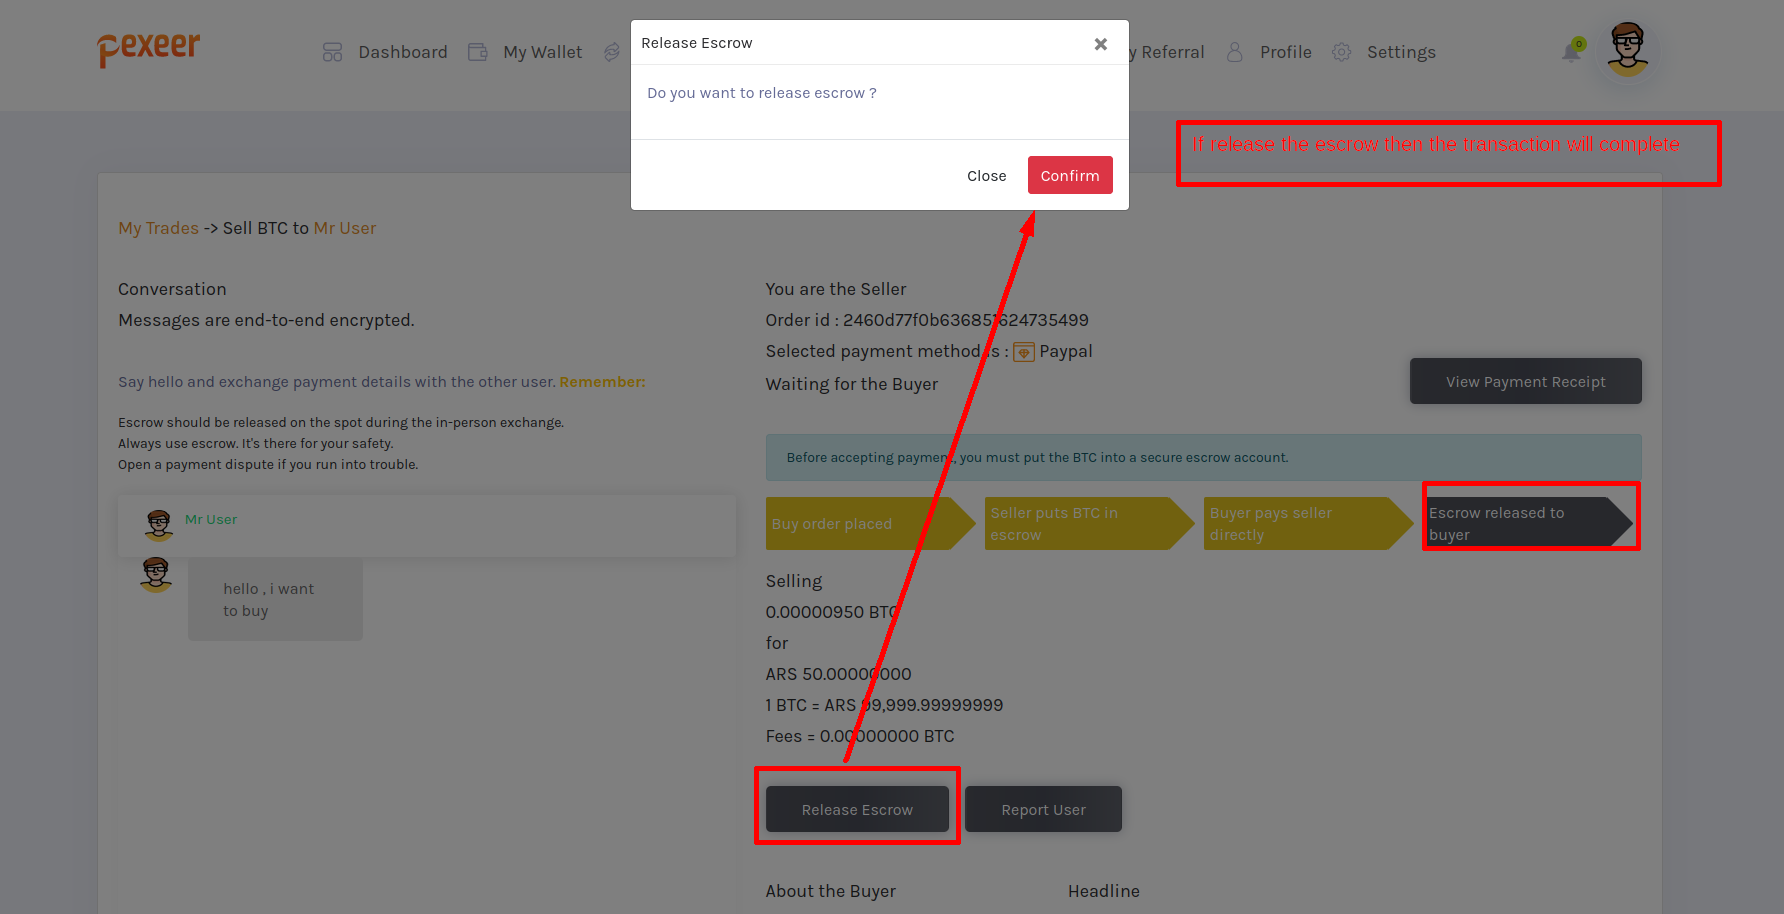 pexeer
Dashboard
My Wallet
y Referral
Profile
Settings
0
Release Escrow
Do you want to release escrow ?
Close
Confirm
If release the escrow then the transaction will complete
My Trades -> Sell BTC to Mr User
Conversation
Messages are end-to-end encrypted.
Say hello and exchange payment details with the other user. Remember:
Escrow should be released on the spot during the in-person exchange.
Always use escrow. It's there for your safety.
Open a payment dispute if you run into trouble.
Mr User
hello , i want
to buy
You are the Seller
Order id : 2460d77f0b636851624735499
Selected payment method is : Paypal
Waiting for the Buyer
View Payment Receipt
Before accepting payment, you must put the BTC into a secure escrow account.
Buy order placed
Seller puts BTC in
escrow
Buyer pays seller
directly
Escrow released to
buyer
Selling
0.00000950 BTC
for
ARS 50.00000000
1 BTC = ARS 99,999.99999999
Fees = 0.00000000 BTC
Release Escrow
Report User
About the Buyer
Headline